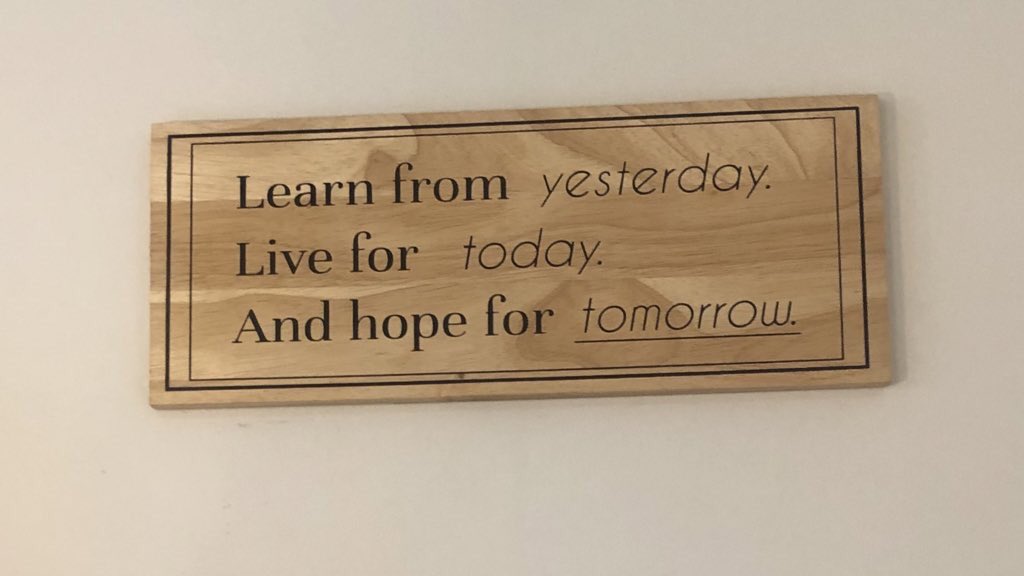 Learn from yesterday.
Live for today.
And hope for tomorrow.